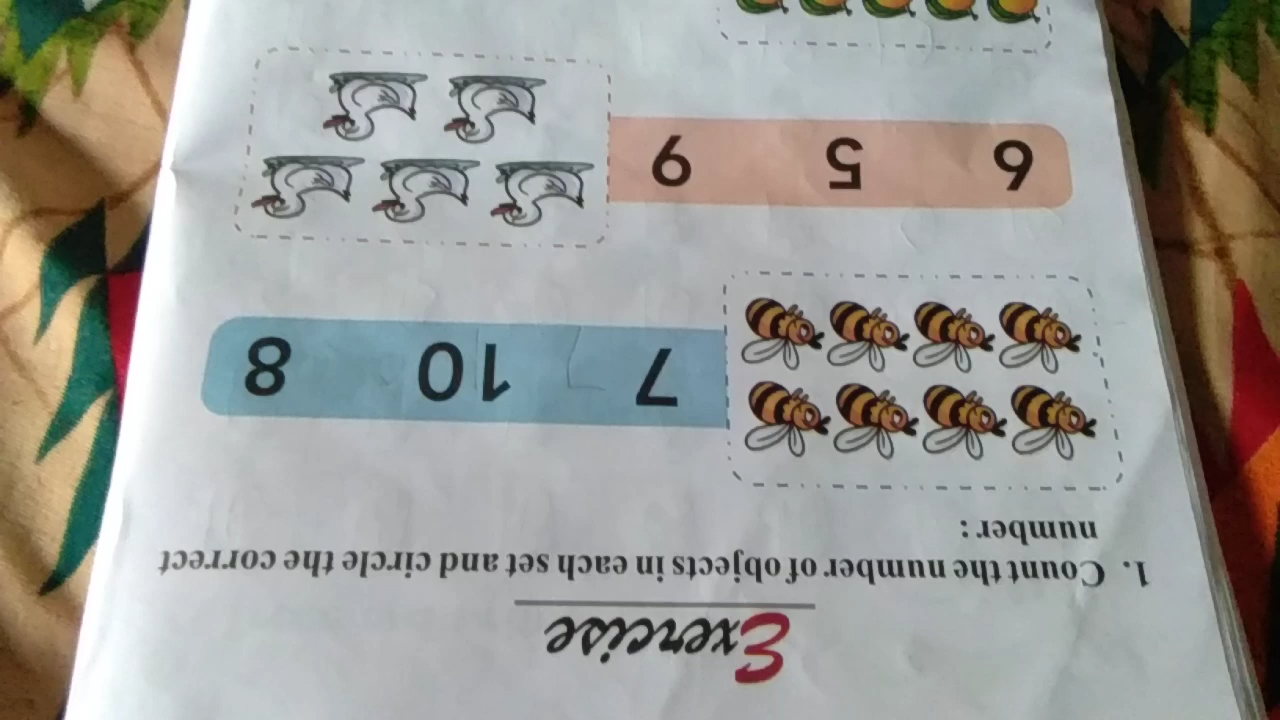 Exercise
1. Count the number of objects in each set and circle the correct
number :
7 10 8
6 5 9